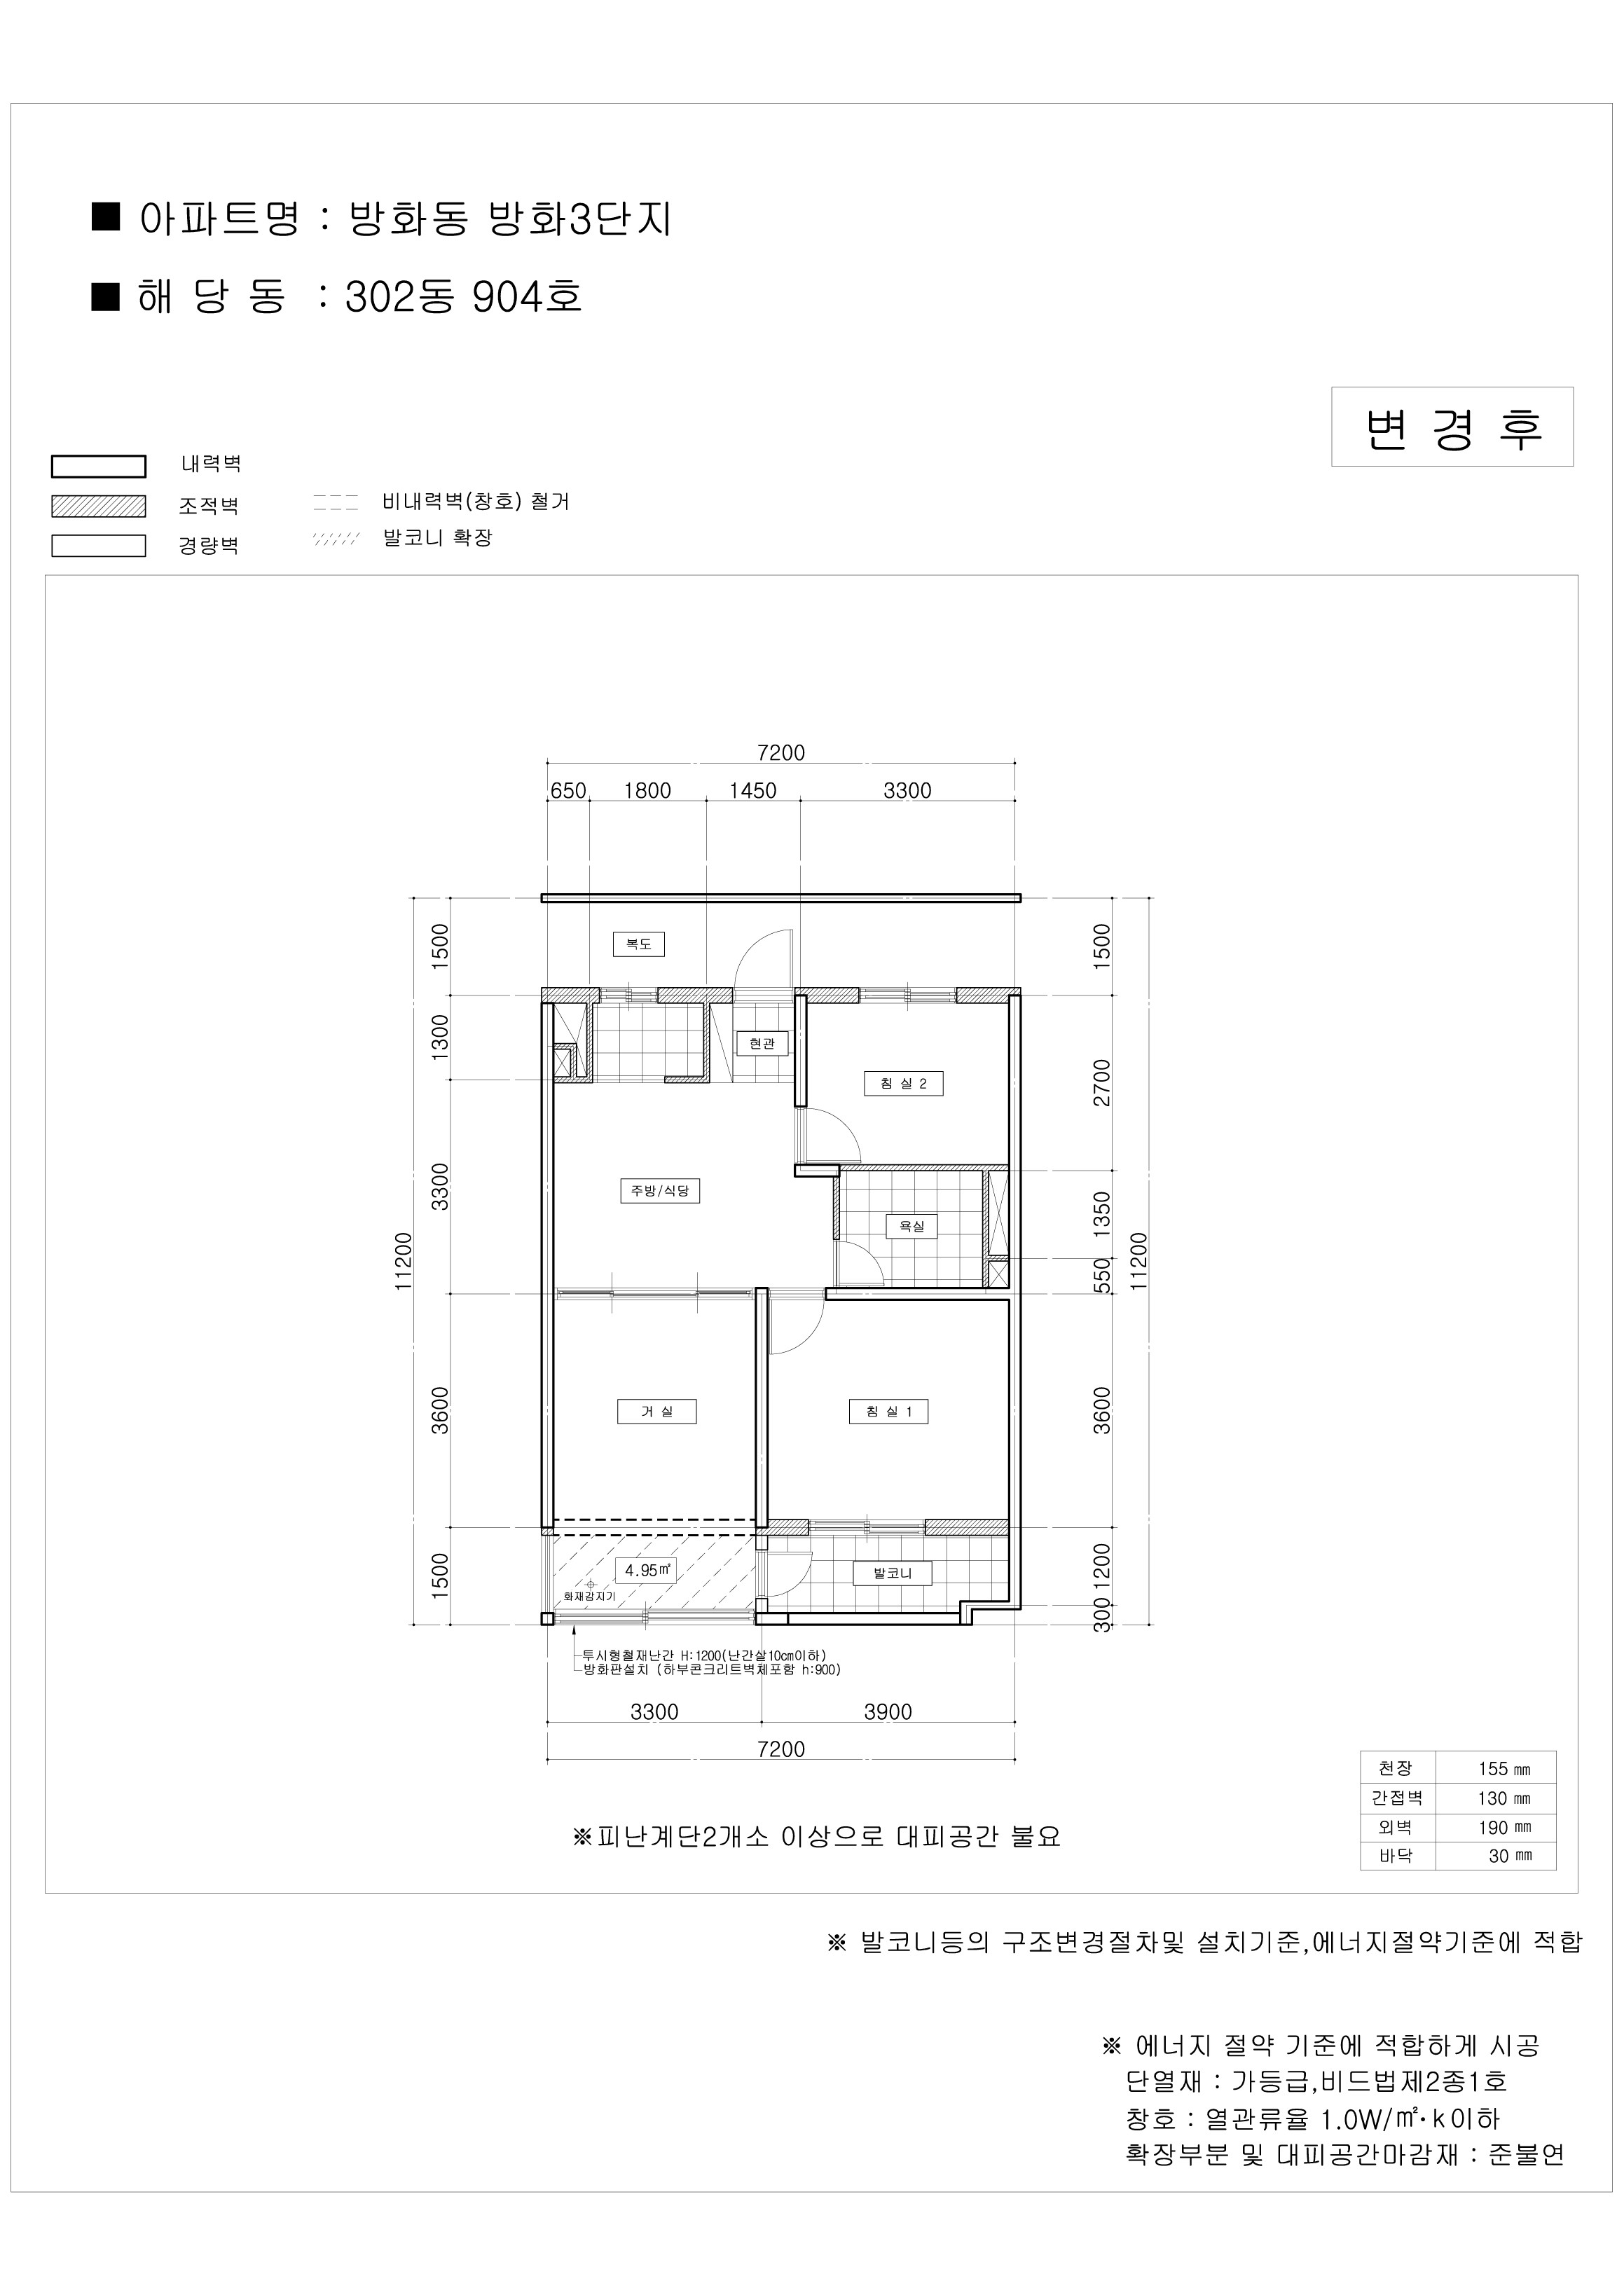 ■ 아파트명 : 방화동 방화3단지
■ 해 당 동 : 302동 904호
변 경 후
내력벽
조적벽
경량벽
비내력벽(창호) 철거
발코니 확장
7200
650 1800 1450 3300
1500
1300
3300
3600
1500
11200
1500
2700
1350
550
3600
1200
300
11200
복도
현관
침 실 2
주방/식당
욕실
거 실
침 실 1
4.95㎡
화재감지기
발코니
투시형철재난간 H:1200(난간살10cm이하)
방화판설치 (하부콘크리트벽체포함 h:900)
3300 3900
7200
천장 155 ㎜
간접벽 130 ㎜
외벽 190 ㎜
바닥 30 ㎜
※피난계단2개소 이상으로 대피공간 불요
※ 발코니등의 구조변경절차및 설치기준,에너지절약기준에 적합
※ 에너지 절약 기준에 적합하게 시공
단열재 : 가등급,비드법제2종1호
창호 : 열관류율 1.0W/㎡·k이하
확장부분 및 대피공간마감재 : 준불연